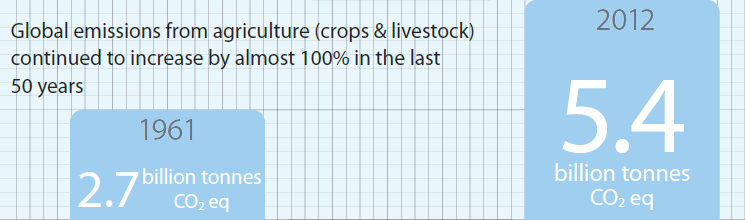 Global emissions from agriculture (crops & livestock)
continued to increase by almost 100% in the last
50 years
1961
2.7 billion tonnes
CO₂ eq
2012
5.4
billion tonnes
CO₂ eq